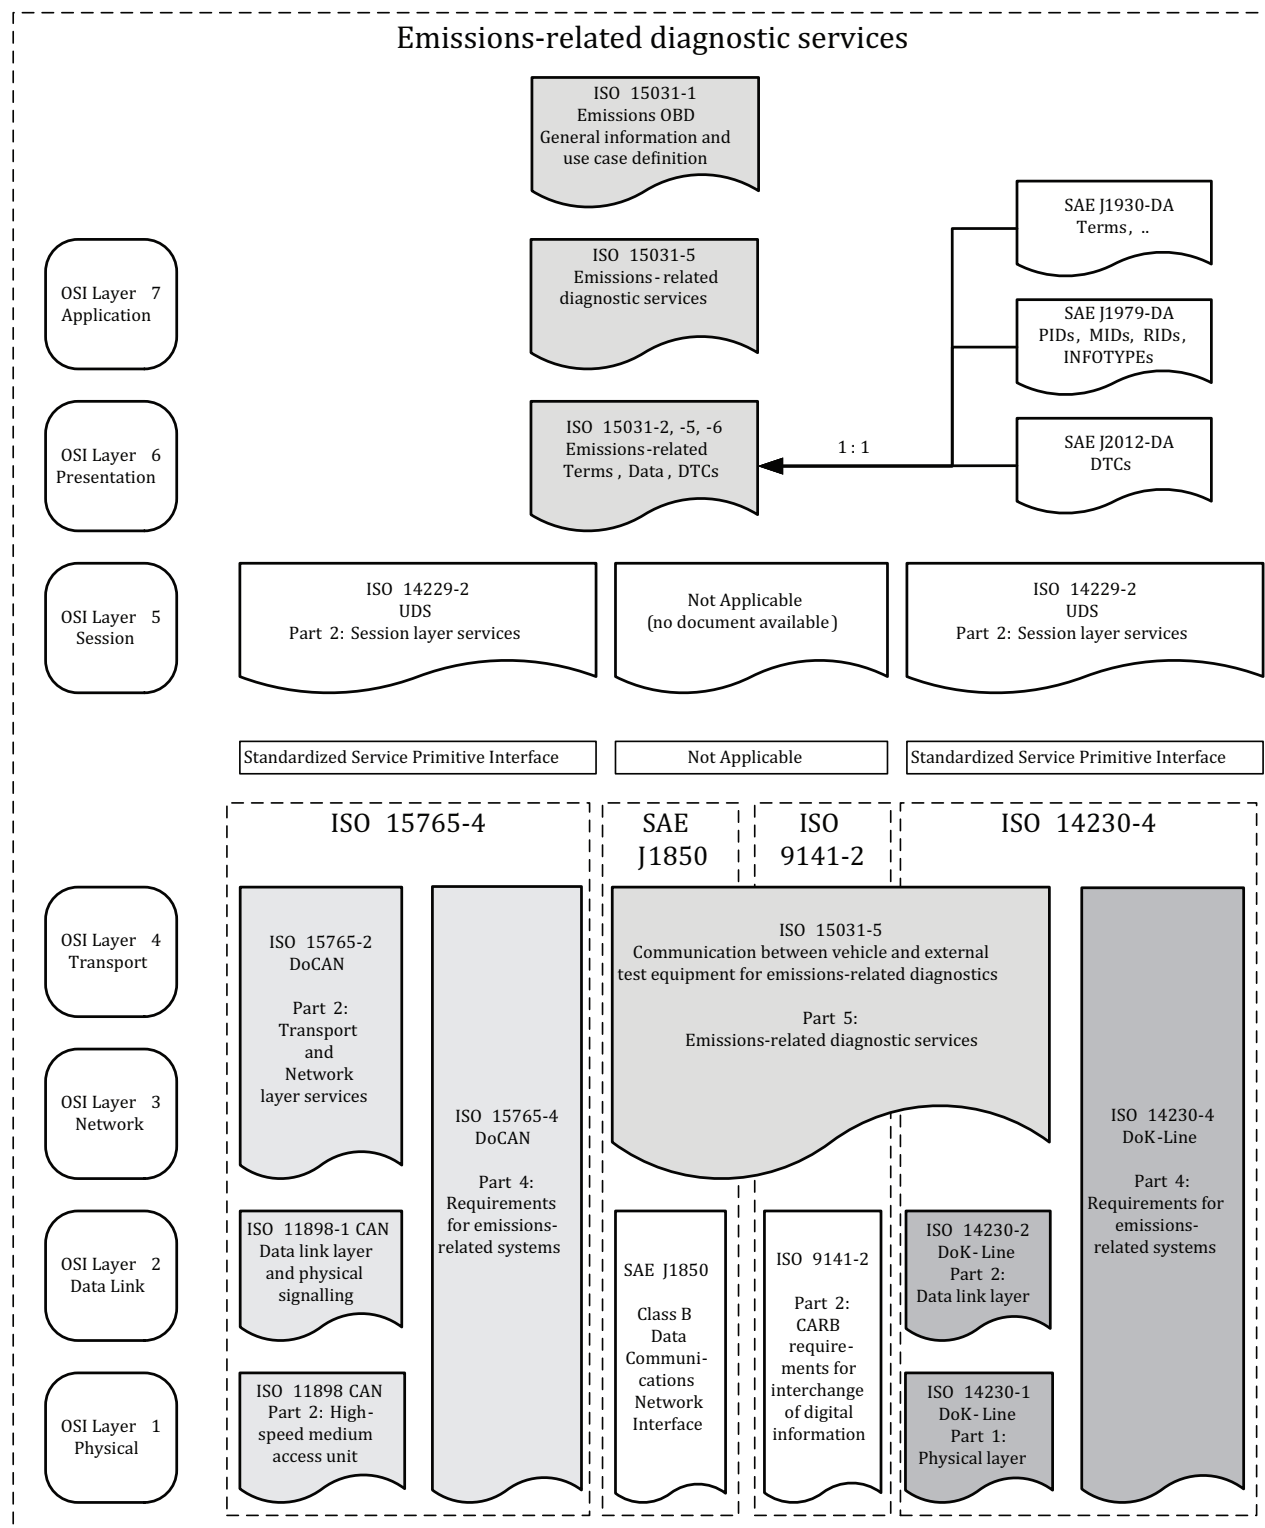 Emissions-related diagnostic services
ISO 15031-1
Emissions OBD
General information and
use case definition
SAE J1930-DA
Terms, ..
OSI Layer 7
Application
ISO 15031-5
Emissions-related
diagnostic services
SAE J1979-DA
PIDs, MIDs, RIDs,
INFOTYPEs
OSI Layer 6
Presentation
ISO 15031-2, -5, -6
Emissions-related
Terms, Data, DTCs
1:1
SAE J2012-DA
DTCs
OSI Layer 5
Session
ISO 14229-2
UDS
Part 2: Session layer services
Not Applicable
(no document available)
ISO 14229-2
UDS
Part 2: Session layer services
Standardized Service Primitive Interface
Not Applicable
Standardized Service Primitive Interface
ISO 15765-4
SAE
J1850
ISO
9141-2
ISO 14230-4
OSI Layer 4
Transport
ISO 15765-2
DoCAN
Part 2:
Transport
and
Network
layer services
ISO 15031-5
Communication between vehicle and external
test equipment for emissions-related diagnostics
Part 5:
Emissions-related diagnostic services
OSI Layer 3
Network
ISO 15765-4
DoCAN
Part 4:
Requirements
for emissions-
related systems
ISO 14230-4
DoK-Line
Part 4:
Requirements for
emissions-
related systems
OSI Layer 2
Data Link
ISO 11898-1 CAN
Data link layer
and physical
signalling
SAE J1850
Class B
Data
Communi-
cations
Network
Interface
ISO 9141-2
Part 2:
CARB
require-
ments for
interchange
of digital
information
ISO 14230-2
DoK-Line
Part 2:
Data link layer
OSI Layer 1
Physical
ISO 11898 CAN
Part 2: High-
speed medium
access unit
ISO 14230-1
DoK-Line
Part 1:
Physical layer